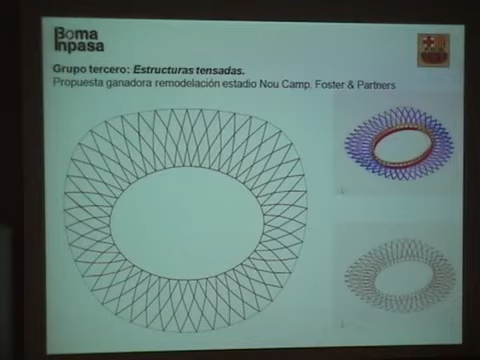 Boma
Inpasa
Grupo tercero: Estructuras tensadas.
Propuesta ganadora remodelación estadio Nou Camp. Foster & Partners